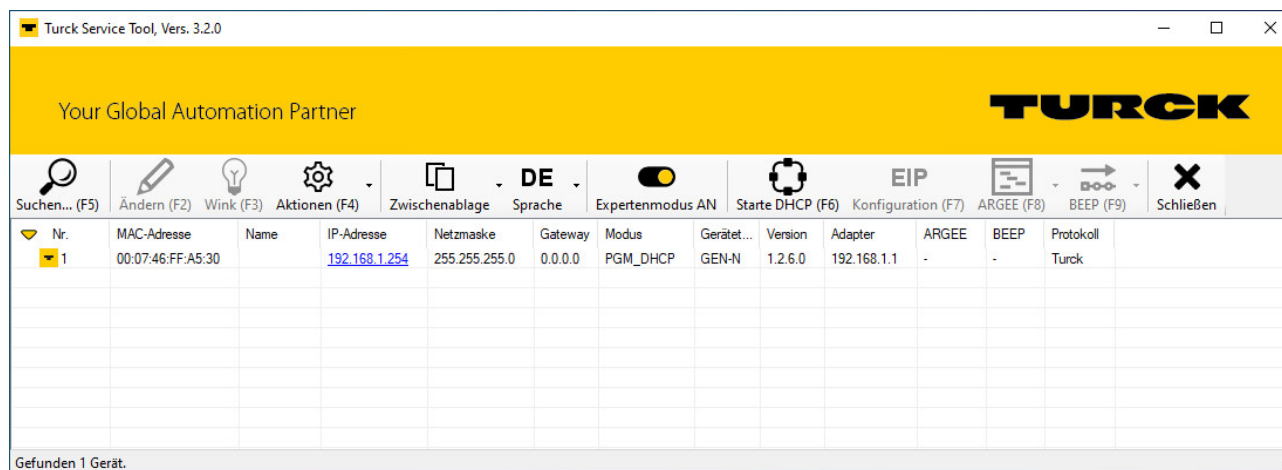 Turck Service Tool, Vers. 3.2.0
Your Global Automation Partner
TURCK
DE EIP
Suchen... (F5) Ändern (F2) Wink (F3) Aktionen (F4) Zwischenablage Sprache Expertenmodus AN Starte DHCP (F6) Konfiguration (F7) ARGEE (F8) BEEP (F9) Schließen
Nr. MAC-Adresse Name IP-Adresse Netzmaske Gateway Modus Gerätet... Version Adapter ARGEE BEEP Protokoll
1 00:07:46:FF:A5:30 192.168.1.254 255.255.255.0 0.0.0.0 PGM_DHCP GEN-N 1.2.6.0 192.168.1.1 - - Turck
Gefunden 1 Gerät.